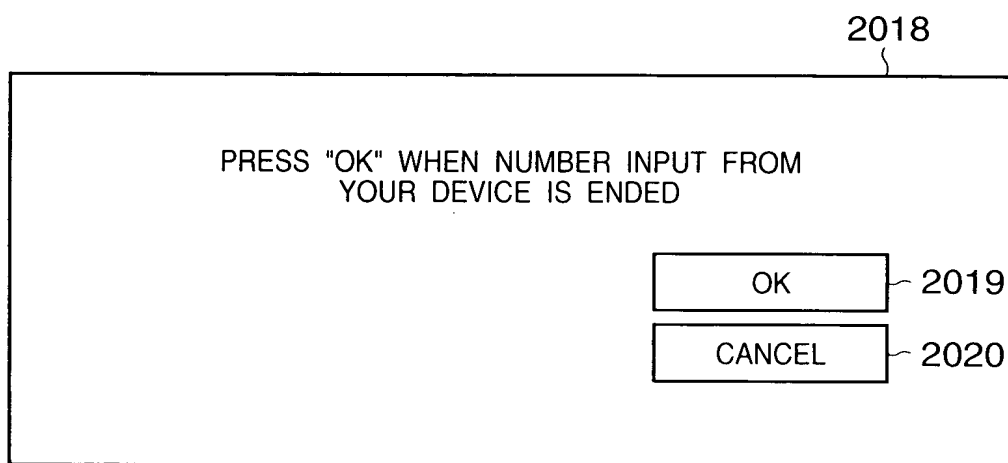 2018
PRESS "OK" WHEN NUMBER INPUT FROM
YOUR DEVICE IS ENDED
OK
2019
CANCEL
2020